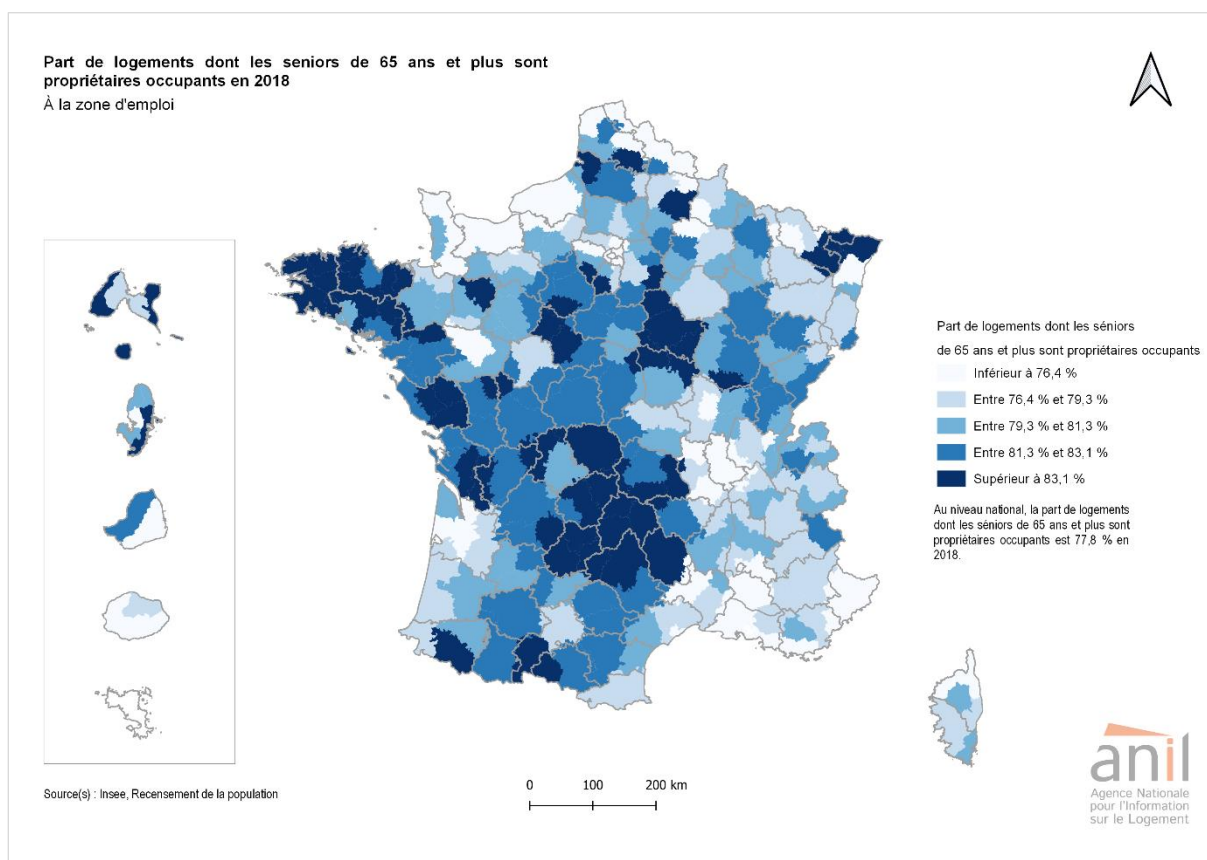 Part de logements dont les seniors de 65 ans et plus sont
propriétaires occupants en 2018
À la zone d'emploi
Part de logements dont les séniors
de 65 ans et plus sont propriétaires occupants
Inférieur à 76,4 %
Entre 76,4 % et 79,3 %
Entre 79,3 % et 81,3 %
Entre 81,3 % et 83,1 %
Supérieur à 83,1 %
Au niveau national, la part de logements
dont les séniors de 65 ans et plus sont
propriétaires occupants est 77,8 % en
2018.
Source(s) : Insee, Recensement de la population
0 100 200 km
anil
Agence Nationale
pour l'Information
sur le Logement